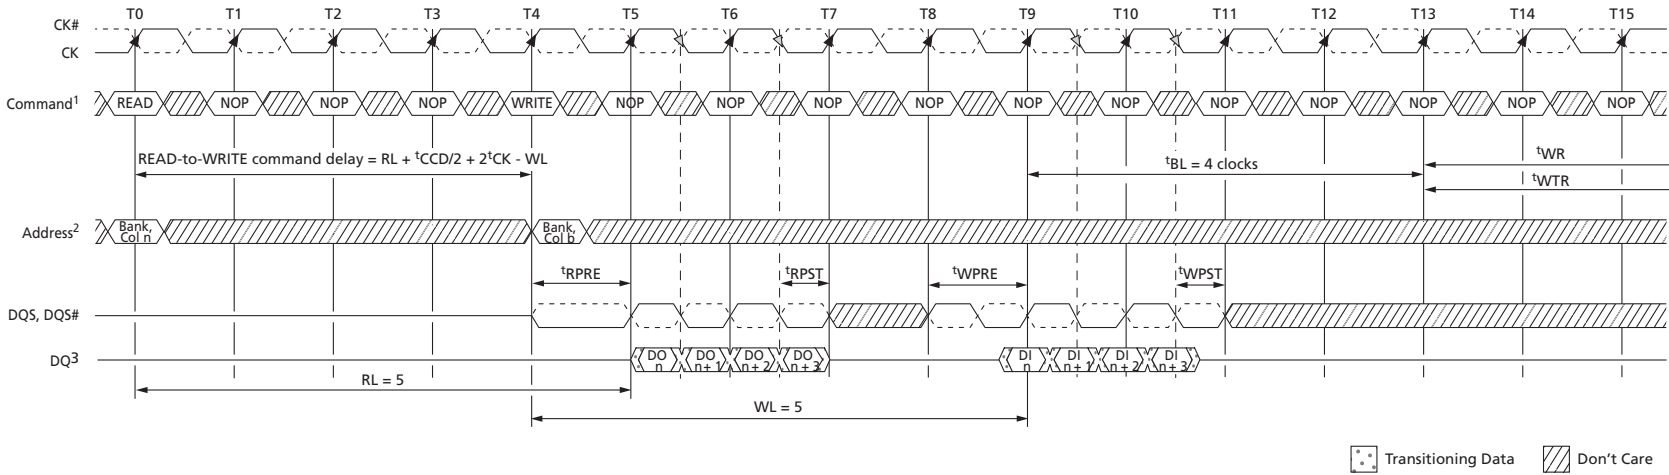 T0 T1 T2 T3 T4 T5 T6 T7 T8 T9 T10 T11 T12 T13 T14 T15
CK#
CK
Command1 READ NOP NOP NOP WRITE NOP NOP NOP NOP NOP NOP NOP NOP NOP NOP NOP
READ-to-WRITE command delay = RL + tCCD/2 + 2tCK - WL
tBL = 4 clocks
tWR
tWTR
Address2 Bank, Col n Bank, Col b
tRPRE tRPST tWPRE tWPST
DQS, DQS#
DQ3 DO n DO n + 1 DO n + 2 DO n + 3 DI n DI n + 1 DI n + 2 DI n + 3
RL = 5
WL = 5
Transitioning Data Don't Care